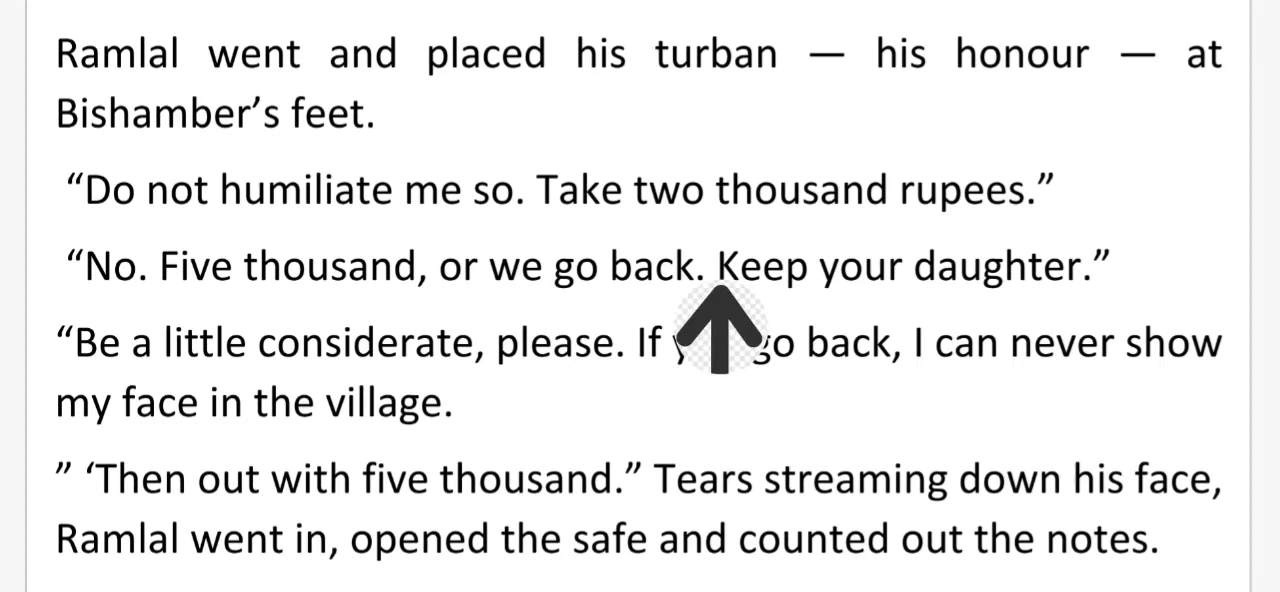 Ramlal went and placed his turban — his honour — at
Bishamber’s feet.
“Do not humiliate me so. Take two thousand rupees.”
“No. Five thousand, or we go back. Keep your daughter.”
“Be a little considerate, please. If go back, I can never show
my face in the village.
” ‘Then out with five thousand.” Tears streaming down his face,
Ramlal went in, opened the safe and counted out the notes.